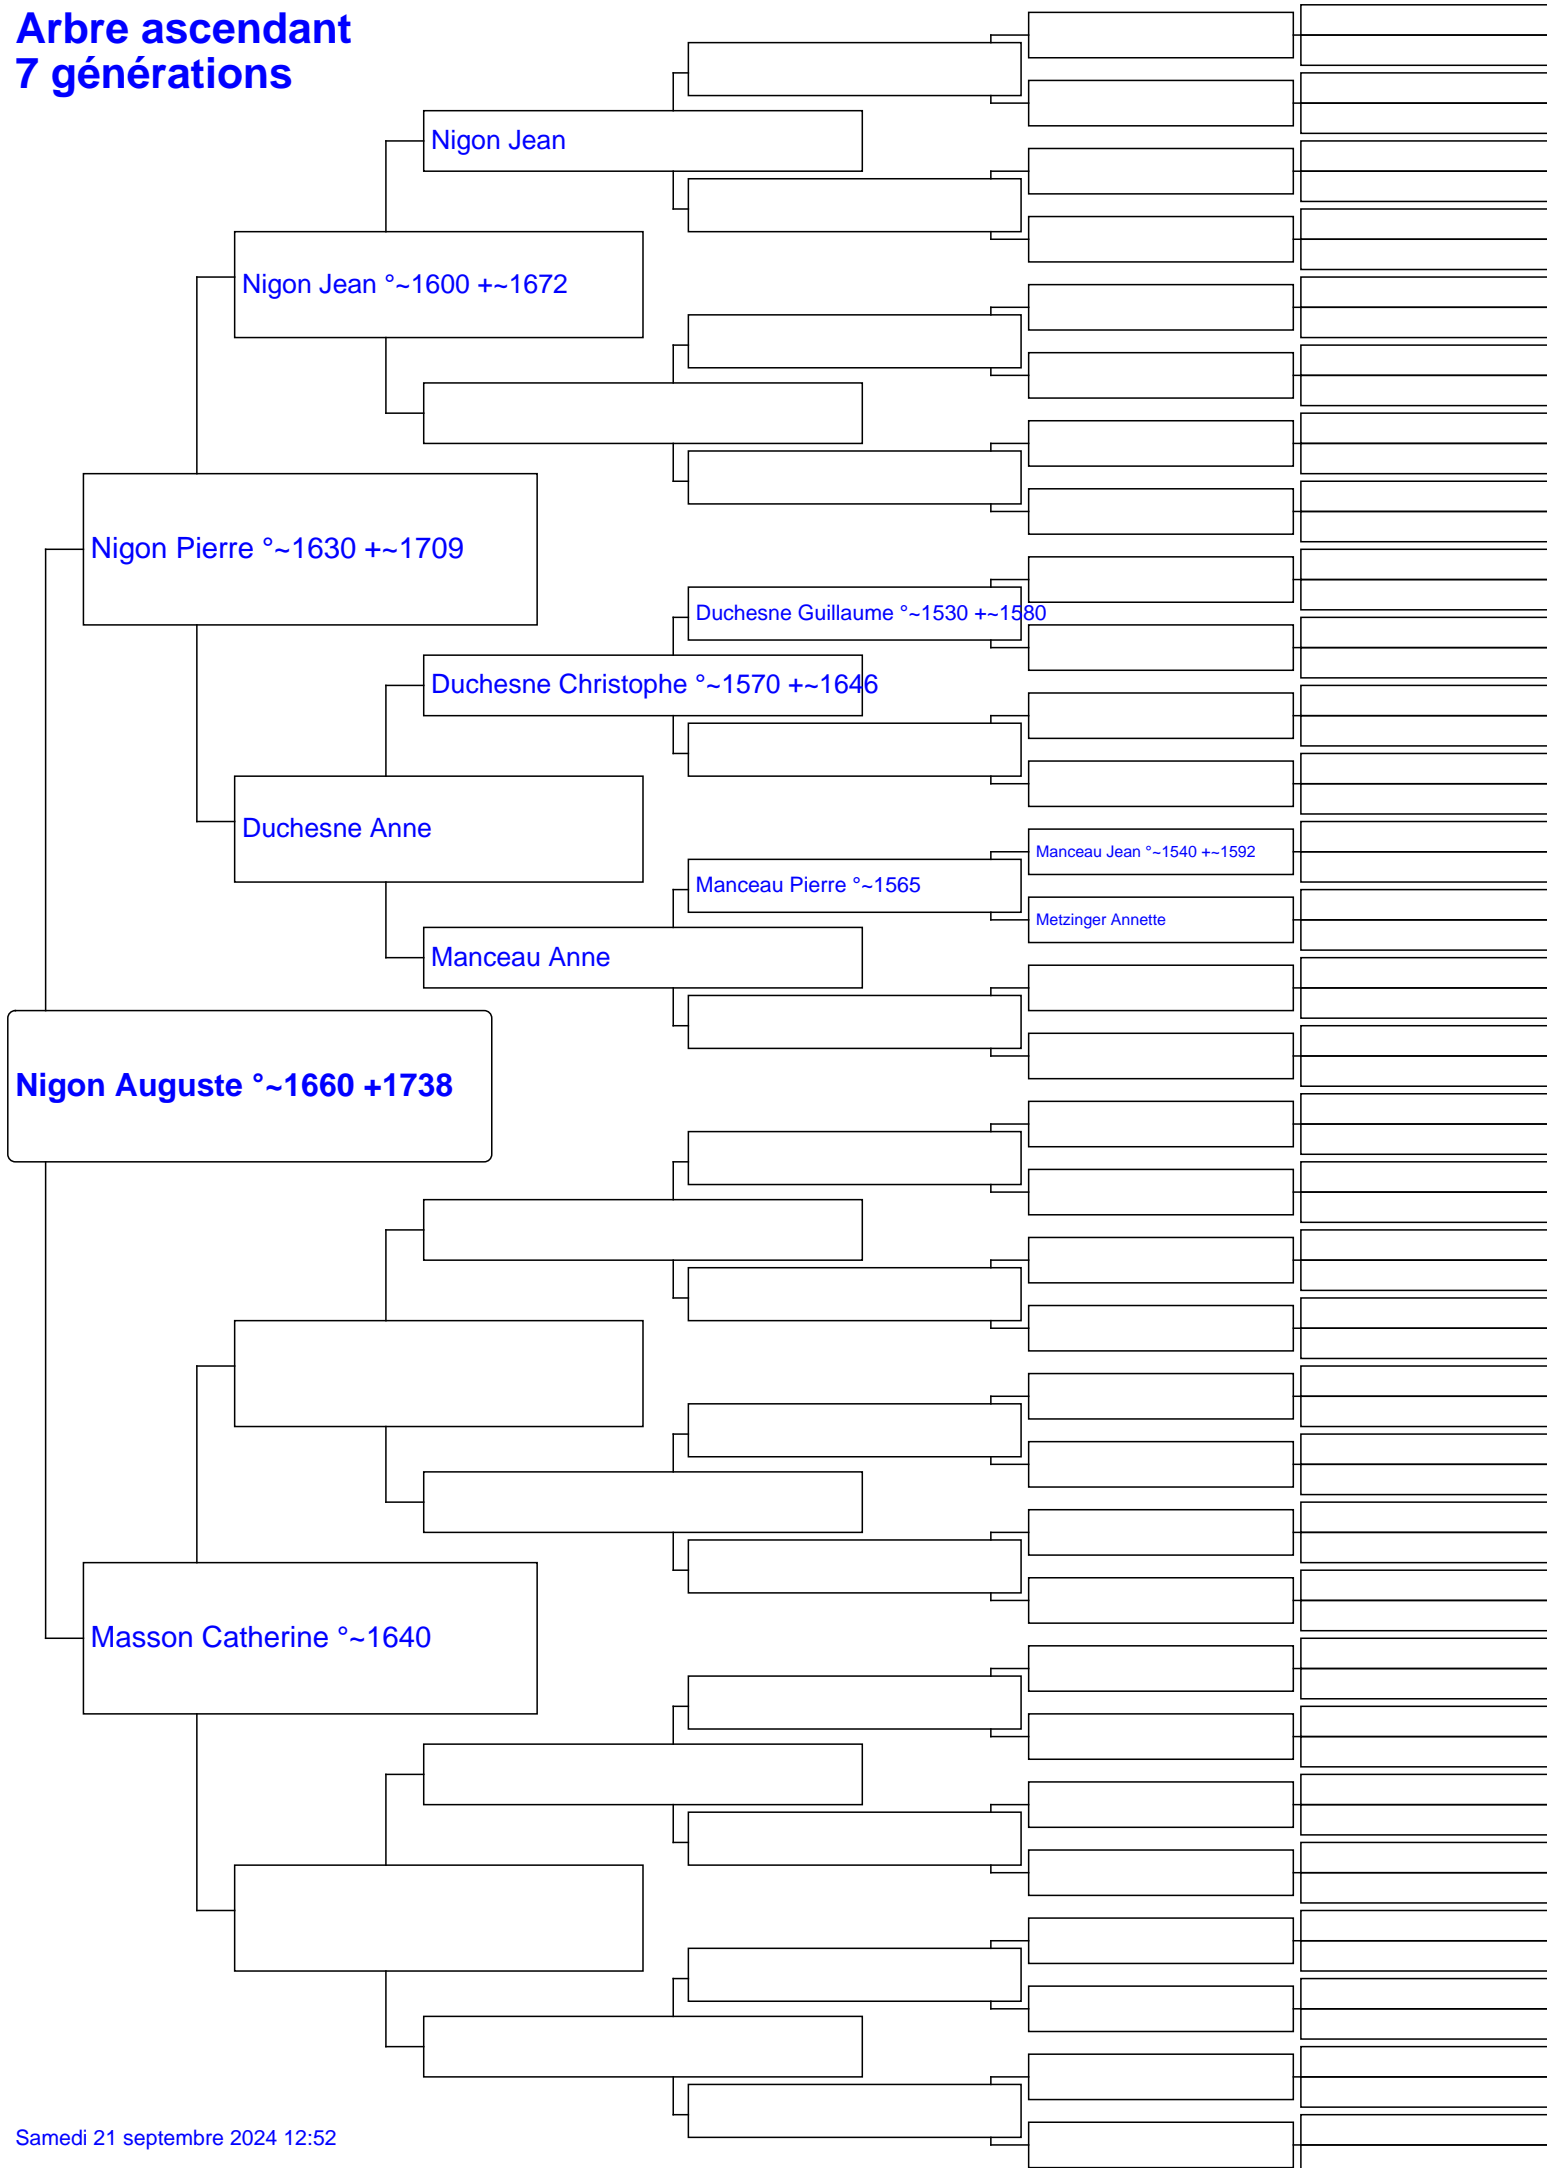 Arbre ascendant
7 générations
Nigon Jean
Nigon Jean °~1600 +~1672
Nigon Pierre °~1630 +~1709
Duchesne Guillaume °~1530 +~1580
Duchesne Christophe °~1570 +~1646
Duchesne Anne
Manceau Jean °~1540 +~1592
Manceau Pierre °~1565
Metzinger Annette
Manceau Anne
Nigon Auguste °~1660 +1738
Masson Catherine °~1640
Samedi 21 septembre 2024 12:52